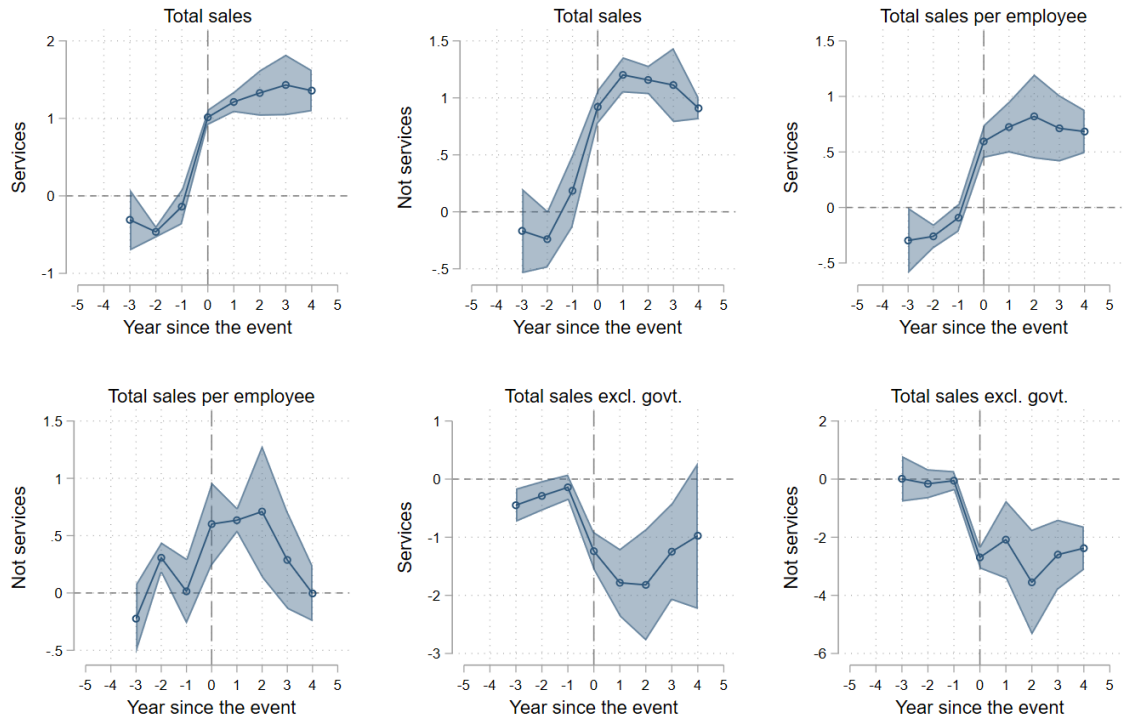 Total sales
Services
2
1
0
-1
-5 -4 -3 -2 -1 0 1 2 3 4 5
Year since the event
Total sales
Not services
1.5
1
.5
0
-.5
-5 -4 -3 -2 -1 0 1 2 3 4 5
Year since the event
Total sales per employee
Services
1.5
1
.5
0
-.5
-5 -4 -3 -2 -1 0 1 2 3 4 5
Year since the event
Total sales per employee
Not services
1.5
1
.5
0
-.5
-5 -4 -3 -2 -1 0 1 2 3 4 5
Year since the event
Total sales excl. govt.
Services
1
0
-1
-2
-3
-5 -4 -3 -2 -1 0 1 2 3 4 5
Year since the event
Total sales excl. govt.
Not services
2
0
-2
-4
-6
-5 -4 -3 -2 -1 0 1 2 3 4 5
Year since the event